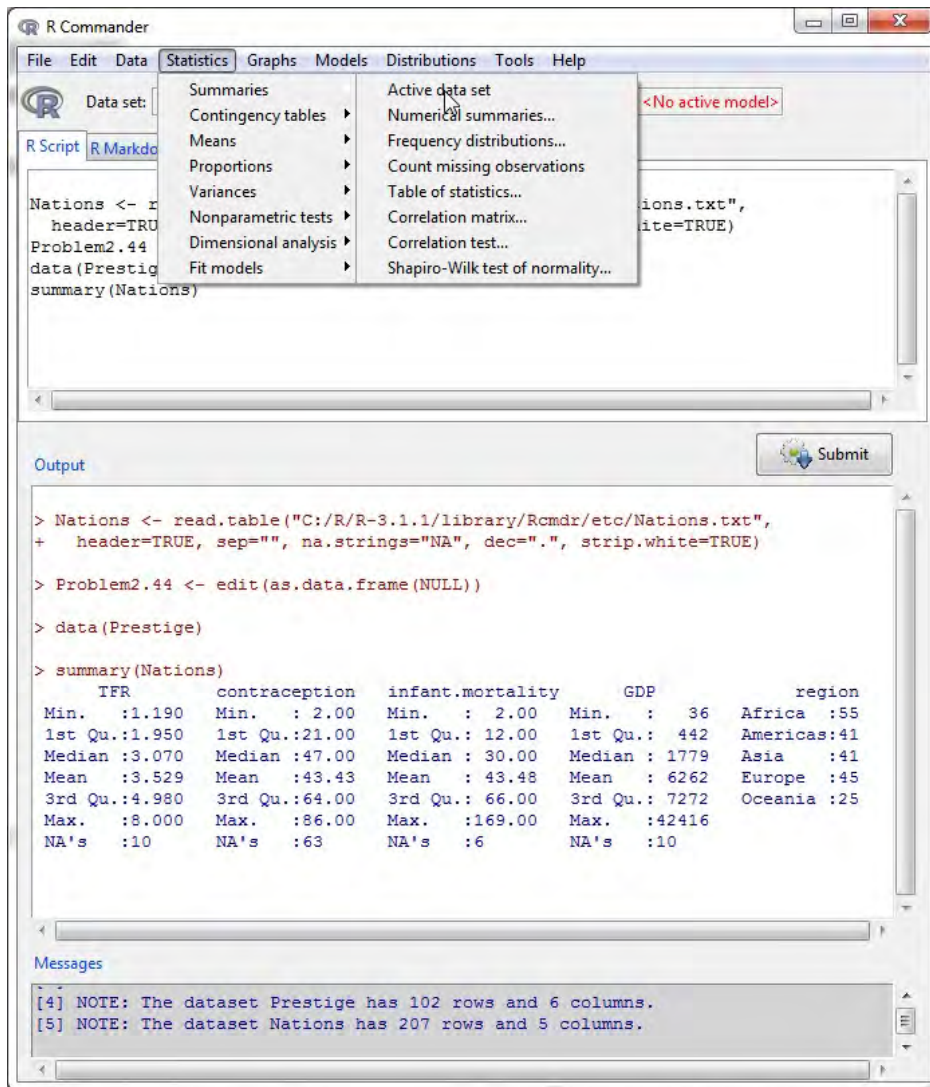 R Commander
File Edit Data Statistics Graphs Models Distributions Tools Help
Data set:
<No active model>
Summaries
Contingency tables
Means
Proportions
Variances
Nonparametric tests
Dimensional analysis
Fit models
Active data set
Numerical summaries...
Frequency distributions...
Count missing observations
Table of statistics...
Correlation matrix...
Correlation test...
Shapiro-Wilk test of normality...
R Script R Markdo
Nations <- r ions.txt",
header=TRU ite=TRUE)
Problem2.44
data(Prestig
summary(Nations)
Submit
Output
> Nations <- read.table("C:/R/R-3.1.1/library/Rcmdr/etc/Nations.txt",
+ header=TRUE, sep="", na.strings="NA", dec=".", strip.white=TRUE)
> Problem2.44 <- edit(as.data.frame(NULL))
> data(Prestige)
> summary(Nations)
TFR contraception infant.mortality GDP region
Min. :1.190 Min. : 2.00 Min. : 2.00 Min. : 36 Africa :55
1st Qu.:1.950 1st Qu.:21.00 1st Qu.: 12.00 1st Qu.: 442 Americas:41
Median :3.070 Median :47.00 Median : 30.00 Median : 1779 Asia :41
Mean :3.529 Mean :43.43 Mean : 43.48 Mean : 6262 Europe :45
3rd Qu.:4.980 3rd Qu.:64.00 3rd Qu.: 66.00 3rd Qu.: 7272 Oceania :25
Max. :8.000 Max. :86.00 Max. :169.00 Max. :42416
NA's :10 NA's :63 NA's :6 NA's :10
Messages
[4] NOTE: The dataset Prestige has 102 rows and 6 columns.
[5] NOTE: The dataset Nations has 207 rows and 5 columns.